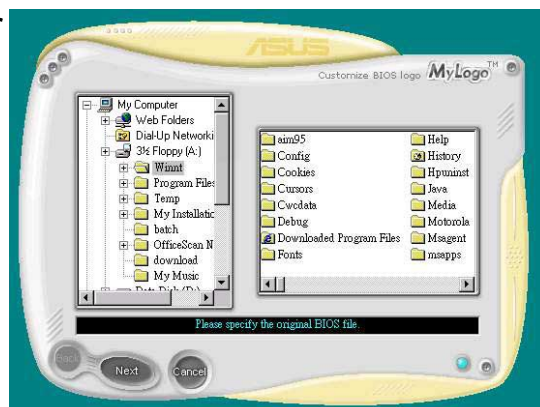 ASUS
Customize BIOS logo MyLogo™
My Computer
Web Folders
Dial-Up Networki
3½ Floppy (A:)
Winnt
Program Files
Temp
My Installatio
batch
OfficeScan N
download
My Music
aim95
Config
Cookies
Cursors
Cwcdata
Debug
Downloaded Program Files
Fonts
Help
History
Hpuninst
Java
Media
Motorola
Msagent
msapps
Please specify the original BIOS file.
Back
Next
Cancel